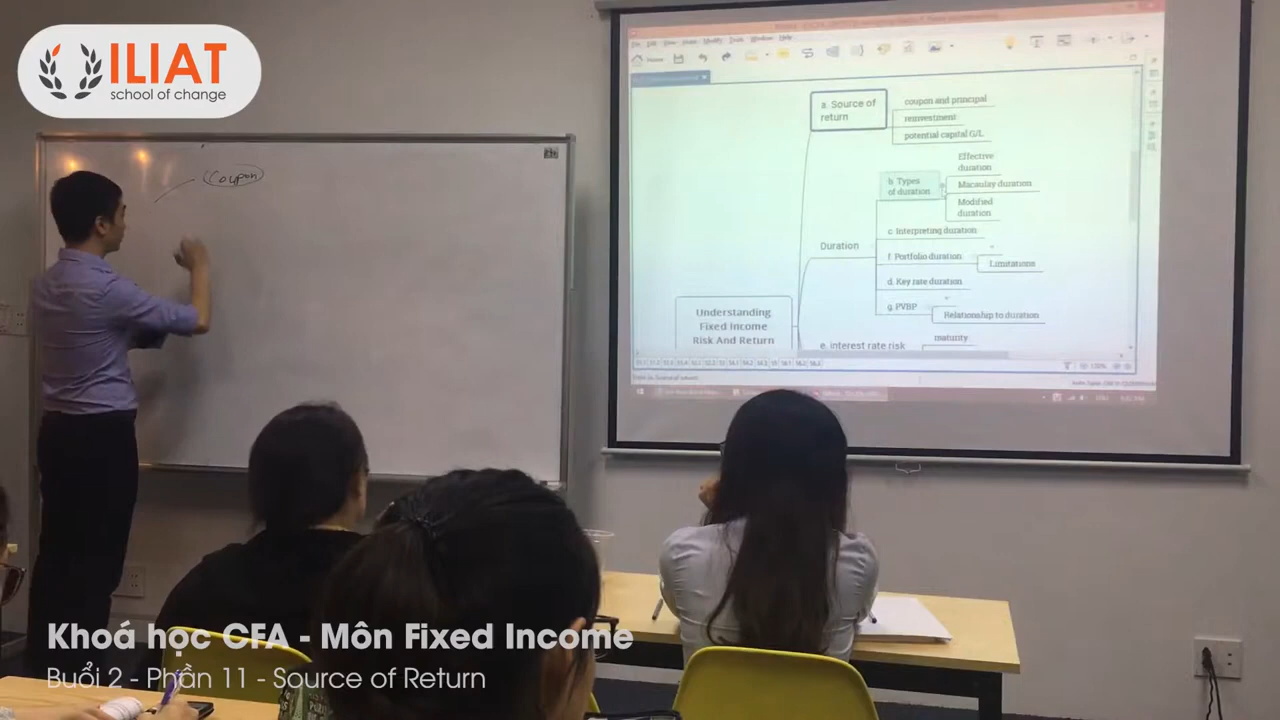 ILIAT
school of change
Coupon
Home
a. Source of
return
coupon and principal
reinvestment
potential capital G/L
Effective
duration
b. Types
of duration
Macaulay duration
Modified
duration
c. Interpreting duration
Duration
f. Portfolio duration
Limitations
d. Key rate duration
g. PVBP
Relationship to duration
Understanding
Fixed Income
Risk And Return
e. interest rate risk
maturity
Khoá học CFA - Môn Fixed Income
Buổi 2 - Phần 11 - Source of Return